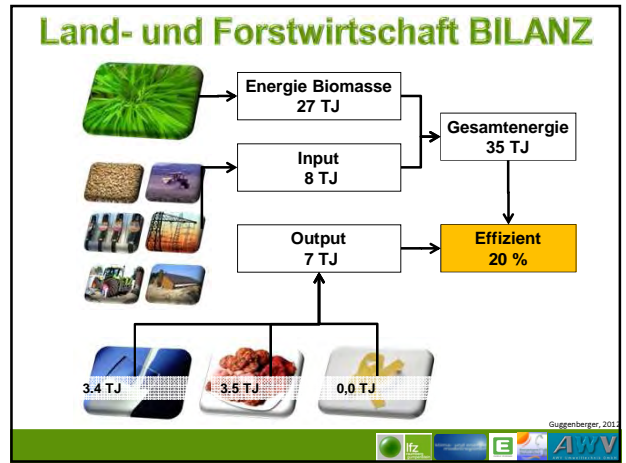 Land- und Forstwirtschaft BILANZ
Energie Biomasse
27 TJ
Gesamtenergie
35 TJ
Input
8 TJ
Output
7 TJ
Effizient
20 %
3.4 TJ
3.5 TJ
0,0 TJ
Guggenberger, 2012
lfz
E
AWV